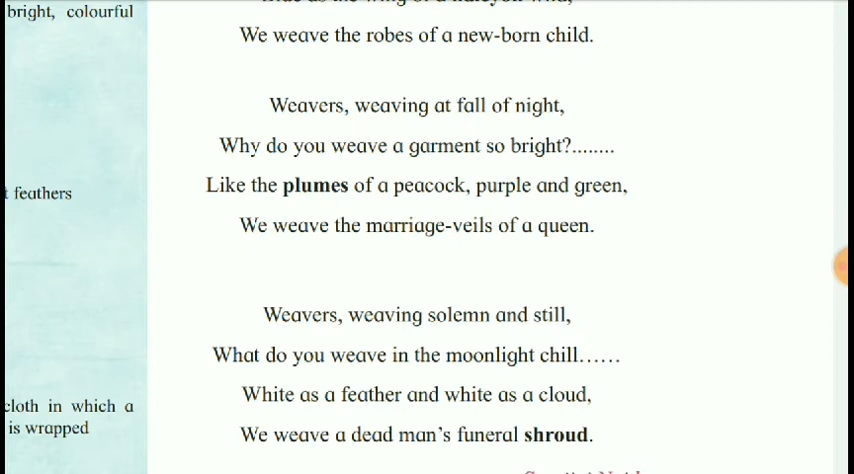 bright, colourful
We weave the robes of a new-born child.
Weavers, weaving at fall of night,
Why do you weave a garment so bright?........
Like the plumes of a peacock, purple and green,
feathers
We weave the marriage-veils of a queen.
Weavers, weaving solemn and still,
What do you weave in the moonlight chill......
White as a feather and white as a cloud,
cloth in which a
is wrapped
We weave a dead man's funeral shroud.